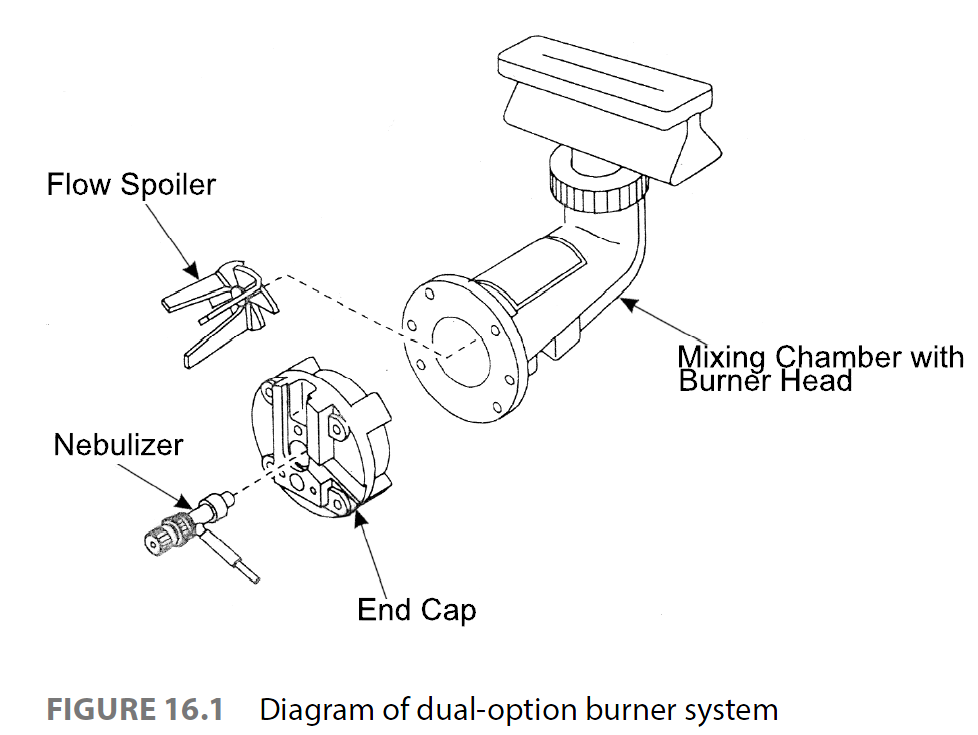 Flow Spoiler
Mixing Chamber with
Burner Head
Nebulizer
End Cap
FIGURE 16.1 Diagram of dual-option burner system